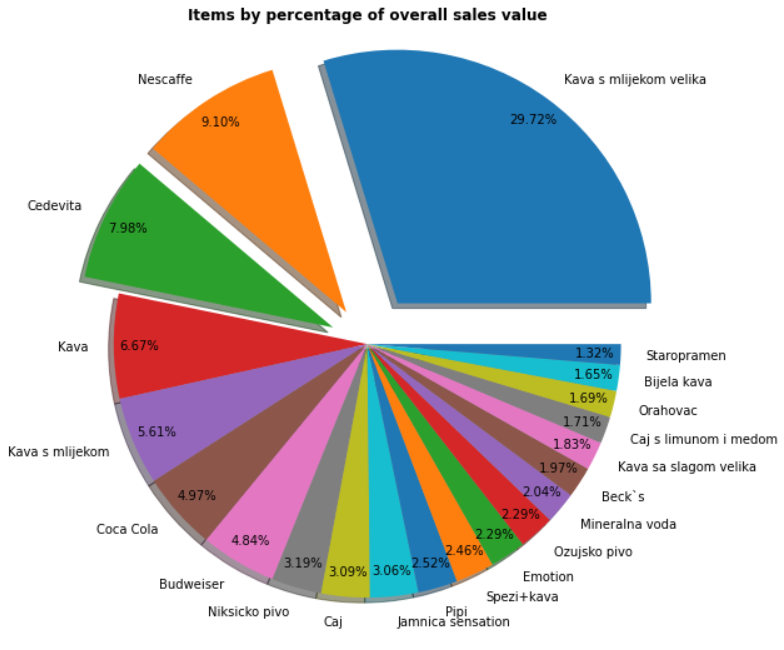 Items by percentage of overall sales value
Kava s mlijekom velika
29.72%
Nescaffe
9.10%
Cedevita
7.98%
Kava
6.67%
Kava s mlijekom
5.61%
Coca Cola
4.97%
Budweiser
4.84%
Niksicko pivo
3.19%
Caj
3.09%
Jamnica sensation
3.06%
Pipi
2.52%
Spezi+kava
2.46%
Emotion
2.29%
Ozujsko pivo
2.29%
Mineralna voda
2.04%
Beck`s
1.97%
Kava sa slagom velika
1.83%
Caj s limunom i medom
1.71%
Orahovac
1.69%
Bijela kava
1.65%
Staropramen
1.32%